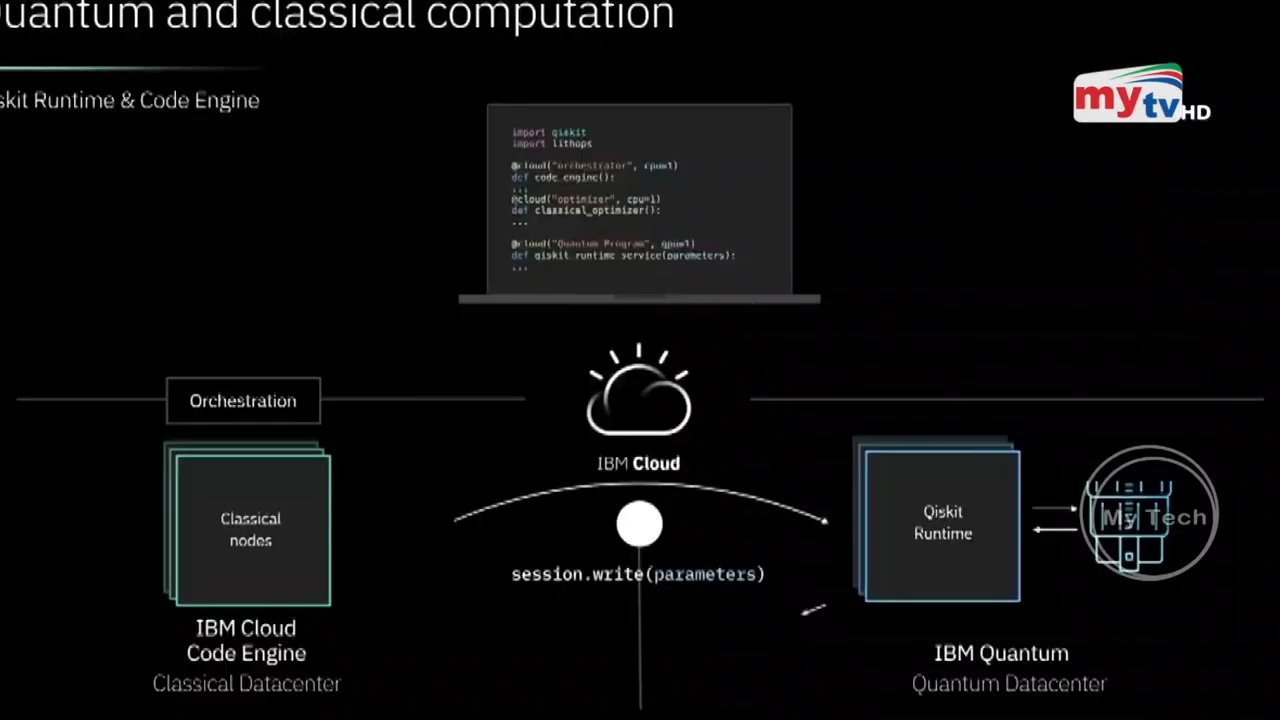 uantum and classical computation
skit Runtime & Code Engine
mytvHD
import qiskit
import lithops
@cloud("orchestrator", cpu=1)
def code_engine():
...
@cloud("optimizer", cpu=1)
def classical_optimizer():
...
@cloud("Quantum Program", qpu=1)
def qiskit_runtime_service(parameters):
...
Orchestration
IBM Cloud
Classical
nodes
Qiskit
Runtime
My Tech
session.write(parameters)
IBM Cloud
Code Engine
Classical Datacenter
IBM Quantum
Quantum Datacenter